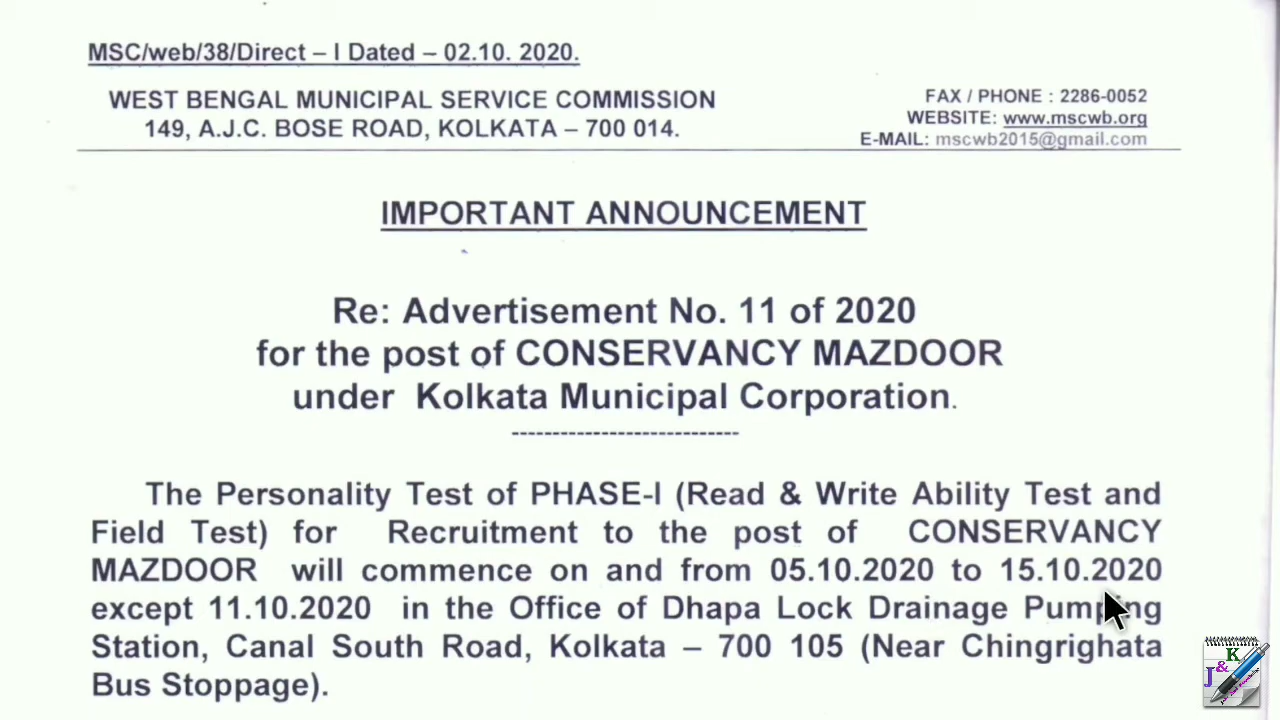 MSC/web/38/Direct – I Dated – 02.10. 2020.
WEST BENGAL MUNICIPAL SERVICE COMMISSION
149, A.J.C. BOSE ROAD, KOLKATA – 700 014.
FAX / PHONE : 2286-0052
WEBSITE: www.mscwb.org
E-MAIL: mscwb2015@gmail.com
IMPORTANT ANNOUNCEMENT
Re: Advertisement No. 11 of 2020
for the post of CONSERVANCY MAZDOOR
under Kolkata Municipal Corporation.
---------------------------
The Personality Test of PHASE-I (Read & Write Ability Test and
Field Test) for Recruitment to the post of CONSERVANCY
MAZDOOR will commence on and from 05.10.2020 to 15.10.2020
except 11.10.2020 in the Office of Dhapa Lock Drainage Pumping
Station, Canal South Road, Kolkata – 700 105 (Near Chingrighata
Bus Stoppage).
J & K